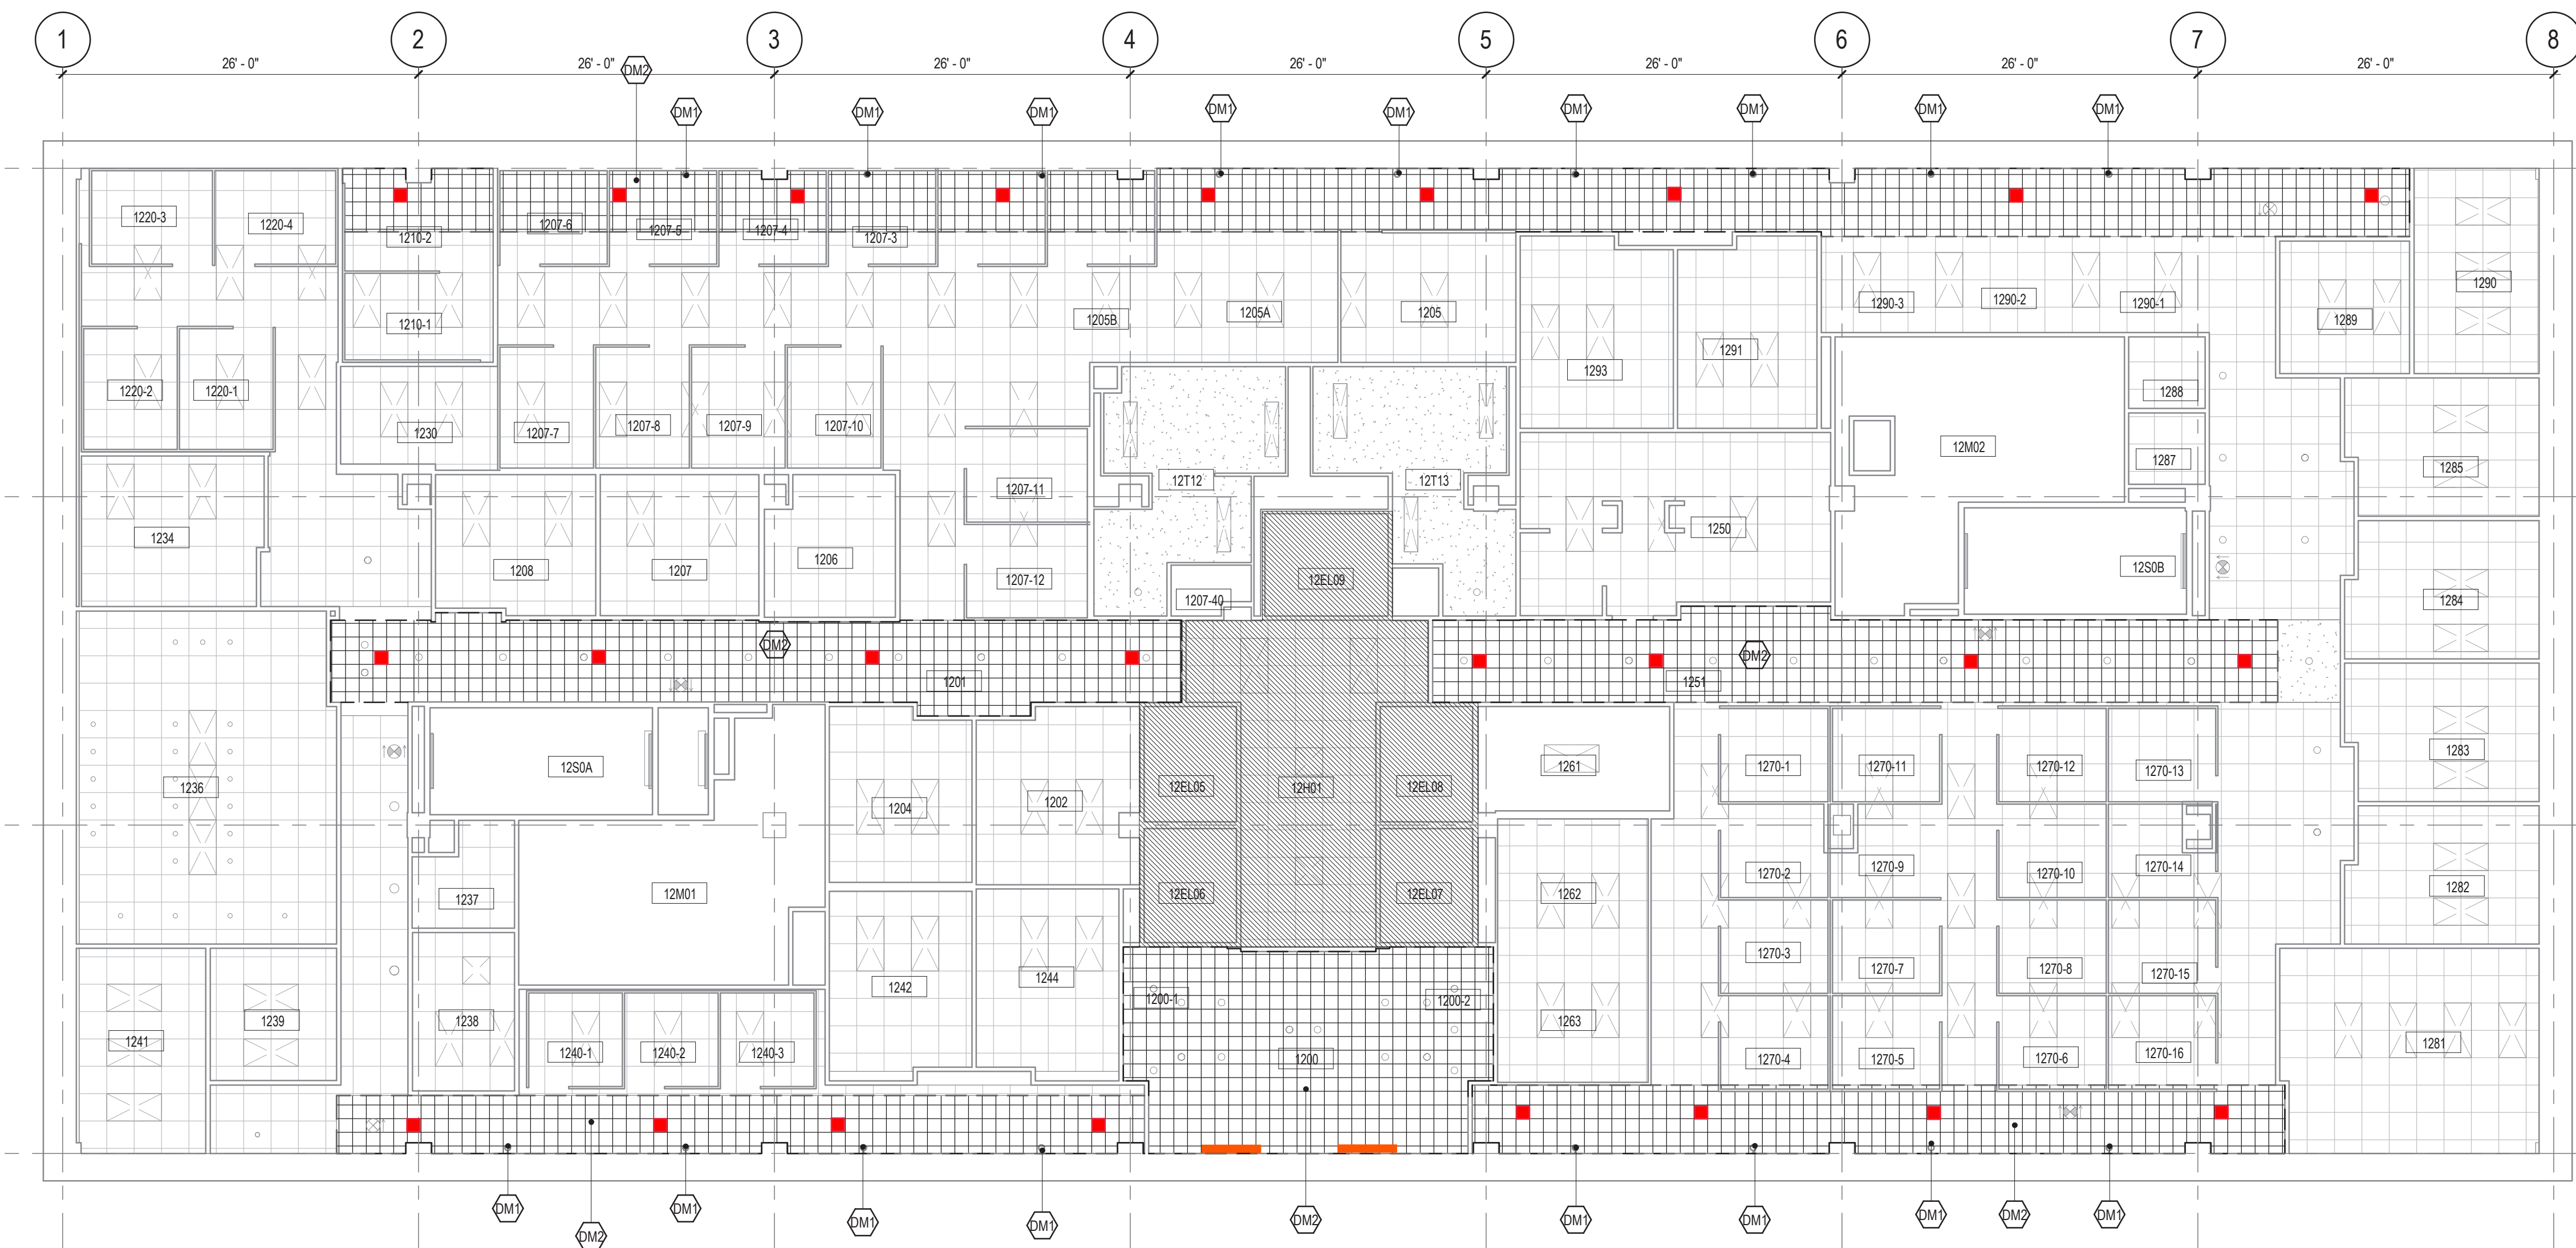 1 2 3 4 5 6 7 8
26' - 0" 26' - 0" 26' - 0" 26' - 0" 26' - 0" 26' - 0" 26' - 0"
DM2
DM1 DM1 DM1 DM1 DM1 DM1 DM1 DM1 DM1
1220-3 1220-4 1210-2 1207-6 1207-5 1207-4 1207-3
1290-3 1290-2 1290-1 1290
1210-1 1205B 1205A 1205 1289
1293 1291
1220-2 1220-1 1230 1207-7 1207-8 1207-9 1207-10
12M02 1288
1287 1285
1207-11 12T12 12T13
1234 1208 1207 1206 1207-12 1250
12EL09 12S0B
1207-40 1284
DM2 DM2
1201 1251
1236 12S0A 1204 1202 12EL05 12H01 12EL08 1261 1270-1 1270-11 1270-12 1270-13 1283
1237 12M01 12EL06 12EL07 1262 1270-2 1270-9 1270-10 1270-14 1282
1270-3 1270-7 1270-8 1270-15
1242 1244 1200-1 1200-2
1241 1239 1238 1263
1240-1 1240-2 1240-3 1200 1270-4 1270-5 1270-6 1270-16 1281
DM1 DM1 DM1 DM1 DM2 DM1 DM1 DM1 DM2 DM1
DM2